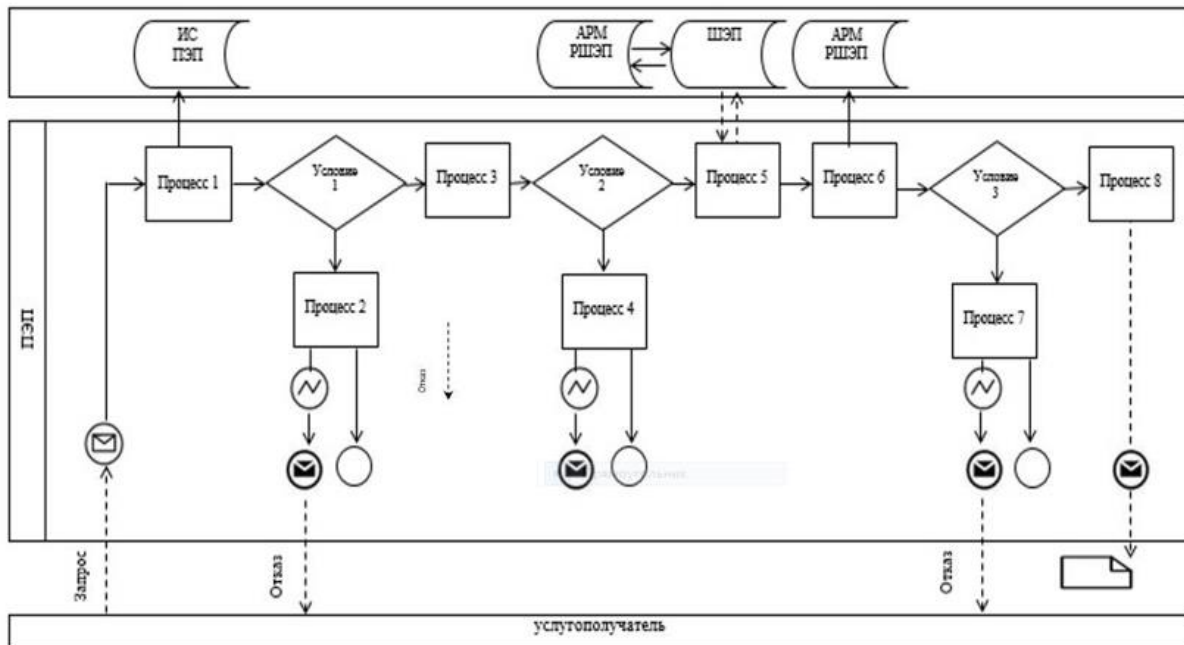 ИС
ПЭП
АРМ
РШЭП
ШЭП
АРМ
РШЭП
ПЭП
Процесс 1
Условие
1
Процесс 3
Условие
2
Процесс 5
Процесс 6
Условие
3
Процесс 8
Процесс 2
Процесс 4
Процесс 7
Отказ
Запрос
Отказ
Отказ
услугополучатель